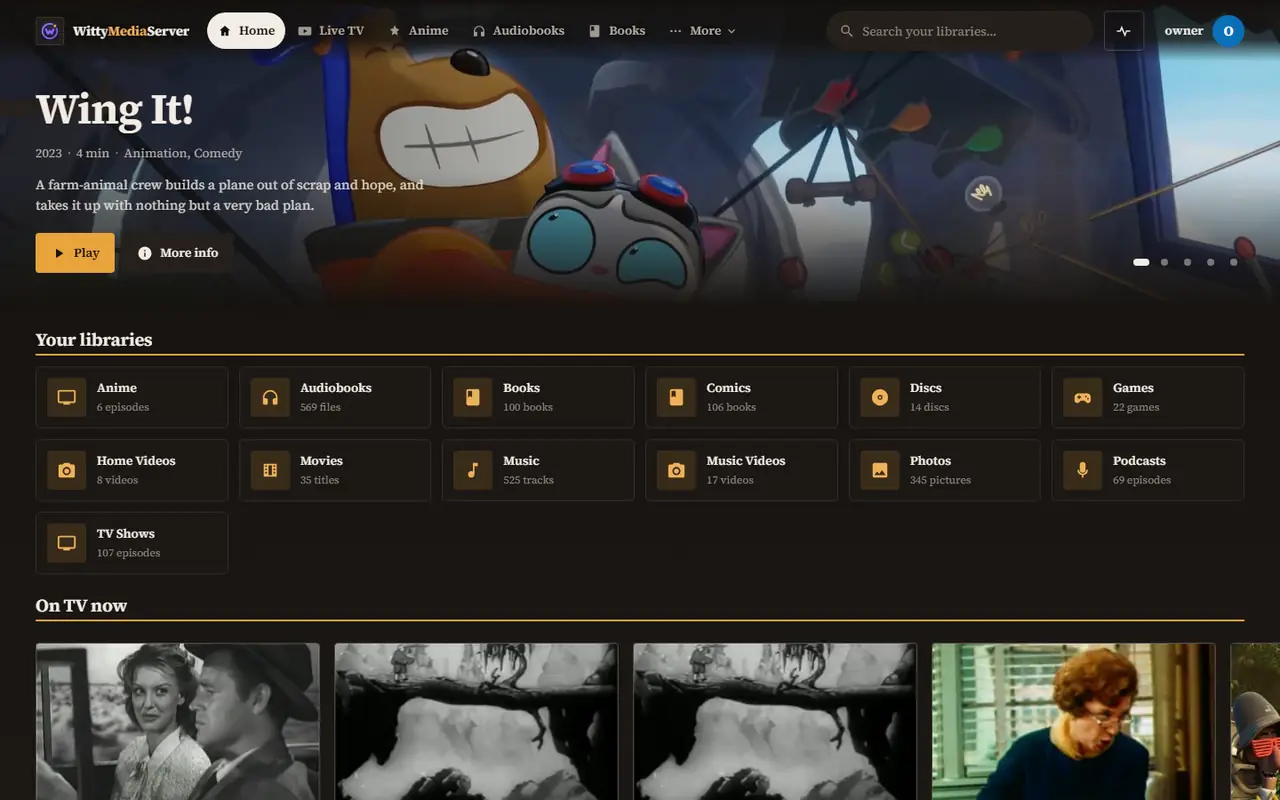 WittyMediaServer
Home
Live TV
Anime
Audiobooks
Books
More
Search your libraries...
owner
O
Wing It!
2023 · 4 min · Animation, Comedy
A farm-animal crew builds a plane out of scrap and hope, and
takes it up with nothing but a very bad plan.
Play
More info
Your libraries
Anime
6 episodes
Audiobooks
569 files
Books
100 books
Comics
106 books
Discs
14 discs
Games
22 games
Home Videos
8 videos
Movies
35 titles
Music
525 tracks
Music Videos
17 videos
Photos
345 pictures
Podcasts
69 episodes
TV Shows
107 episodes
On TV now